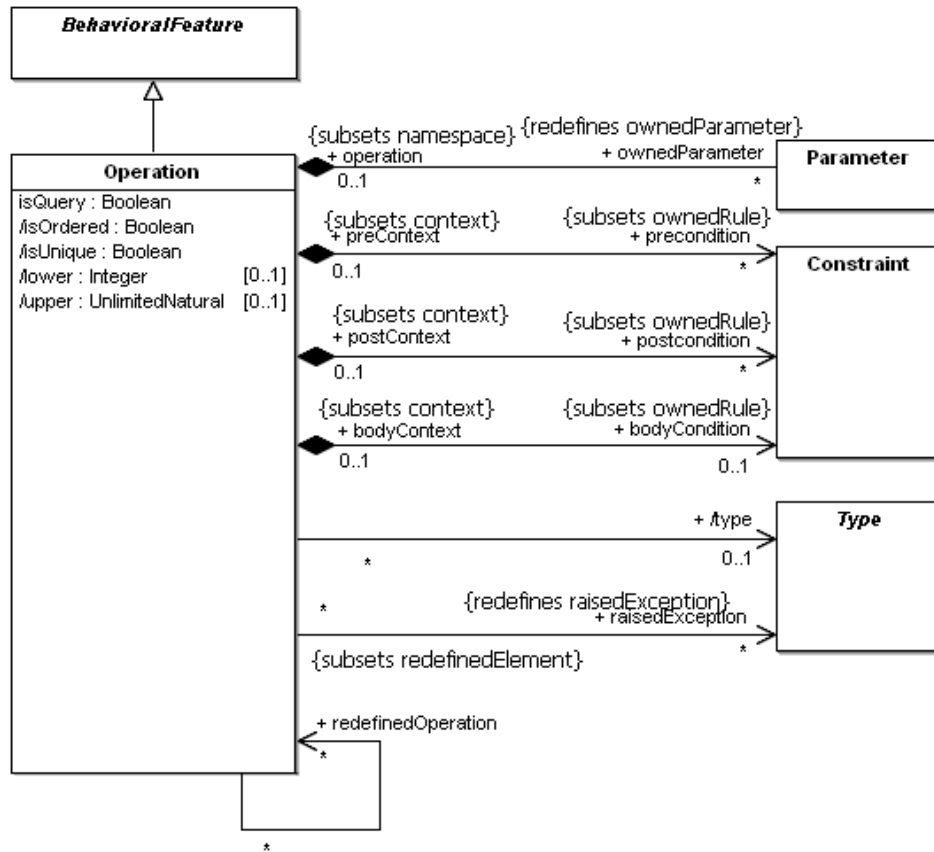 BehavioralFeature
{subsets namespace} {redefines ownedParameter}
Operation
+ operation
+ ownedParameter
Parameter
0..1
*
isQuery : Boolean
/isOrdered : Boolean
/isUnique : Boolean
/lower : Integer [0..1]
/upper : UnlimitedNatural [0..1]
{subsets context}
{subsets ownedRule}
+ preContext
+ precondition
0..1
*
Constraint
{subsets context}
{subsets ownedRule}
+ postContext
+ postcondition
0..1
*
{subsets context}
{subsets ownedRule}
+ bodyContext
+ bodyCondition
0..1
0..1
+ /type
Type
*
0..1
*
{redefines raisedException}
+ raisedException
*
{subsets redefinedElement}
+ redefinedOperation
*
*